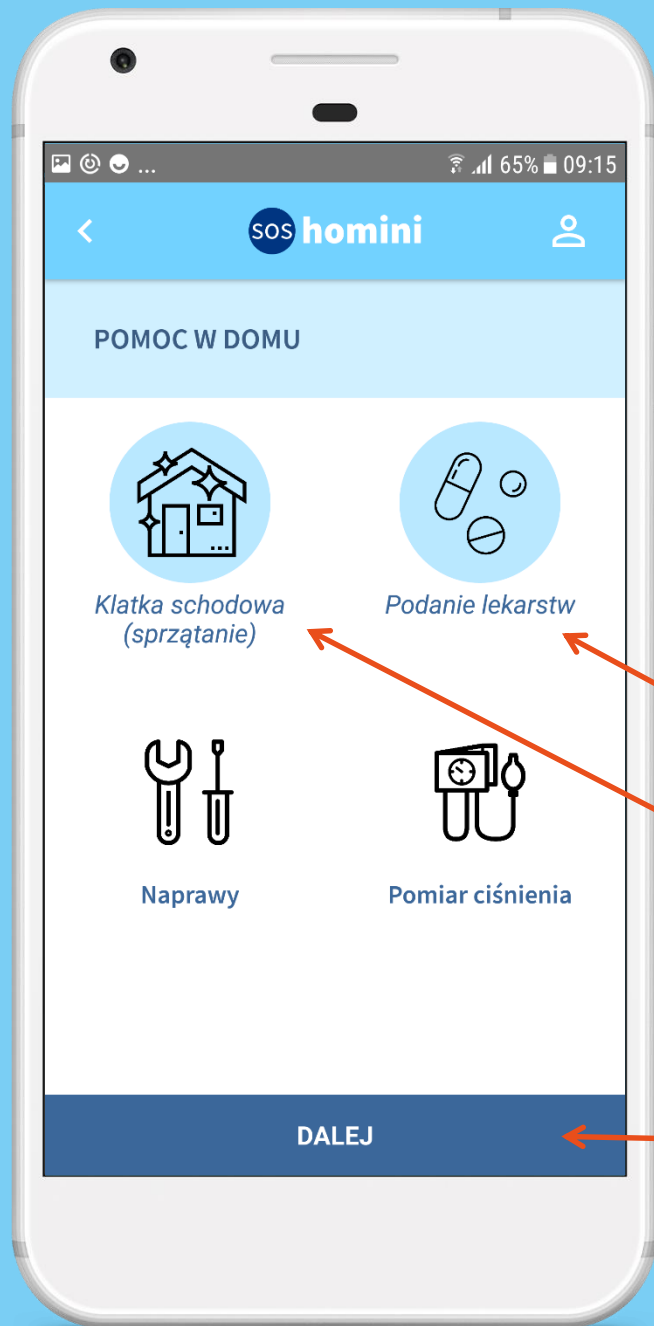 ... 65% 09:15
SOS homini
POMOC W DOMU
Klatka schodowa
(sprzątanie)
Podanie lekarstw
Naprawy
Pomiar ciśnienia
DALEJ